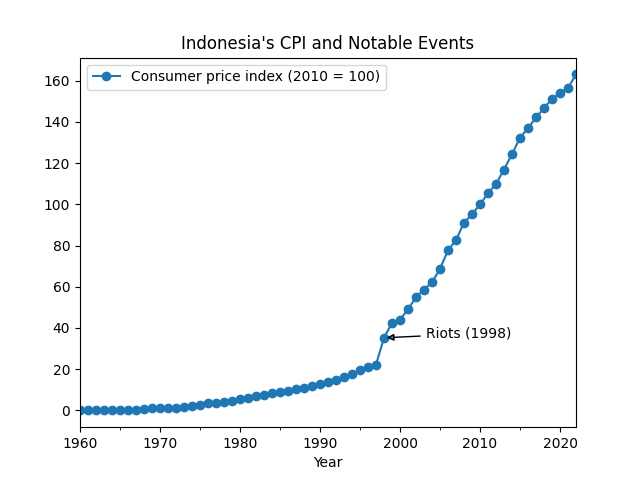 Indonesia's CPI and Notable Events
Consumer price index (2010 = 100)
160
140
120
100
80
60
40
20
0
Riots (1998)
1960 1970 1980 1990 2000 2010 2020
Year